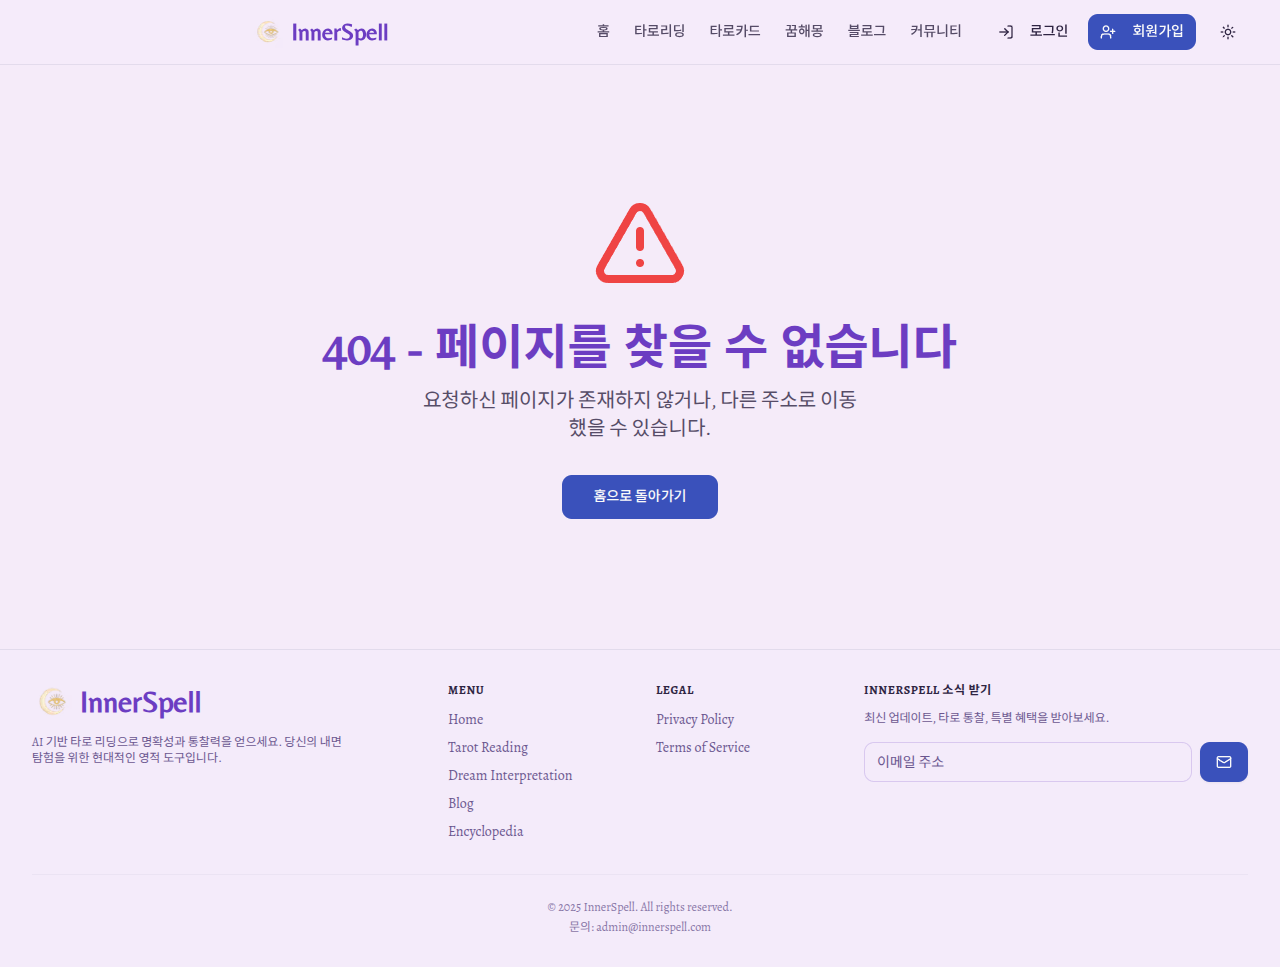 InnerSpell
홈
타로리딩
타로카드
꿈해몽
블로그
커뮤니티
로그인
회원가입
404 - 페이지를 찾을 수 없습니다
요청하신 페이지가 존재하지 않거나, 다른 주소로 이동
했을 수 있습니다.
홈으로 돌아가기
InnerSpell
AI 기반 타로 리딩으로 명확성과 통찰력을 얻으세요. 당신의 내면
탐험을 위한 현대적인 영적 도구입니다.
MENU
Home
Tarot Reading
Dream Interpretation
Blog
Encyclopedia
LEGAL
Privacy Policy
Terms of Service
INNERSPELL 소식 받기
최신 업데이트, 타로 통찰, 특별 혜택을 받아보세요.
이메일 주소
© 2025 InnerSpell. All rights reserved.
문의: admin@innerspell.com